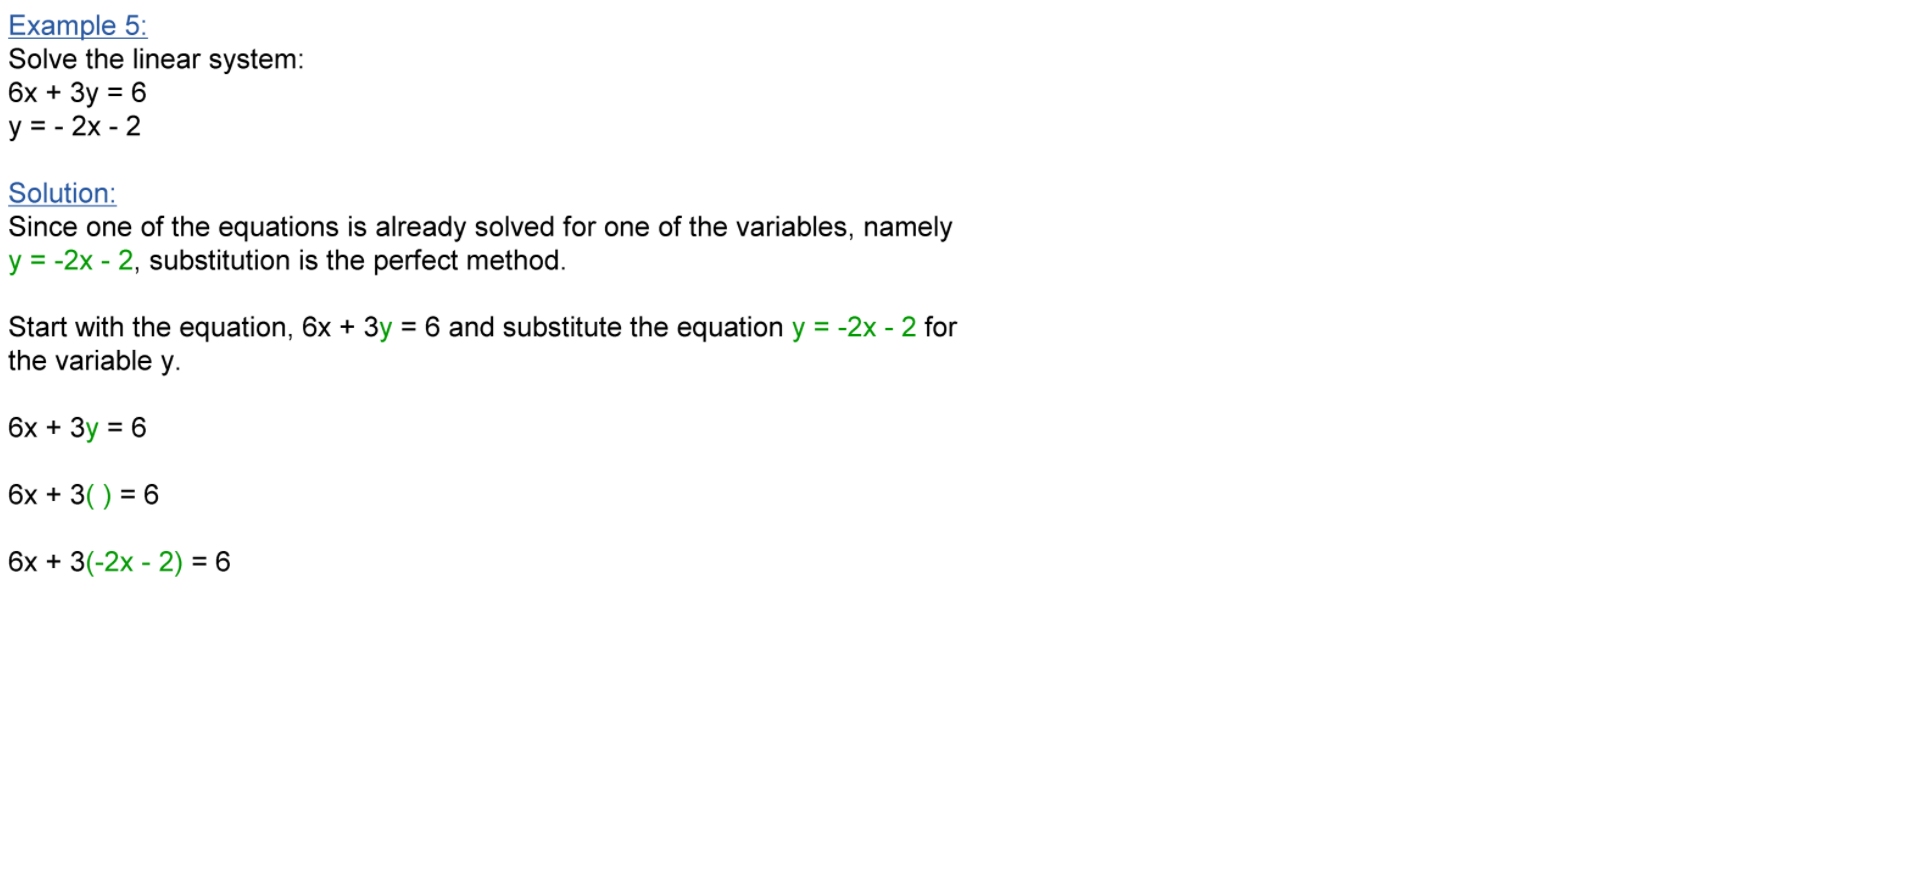 Example 5:
Solve the linear system:
6x + 3y = 6
y = - 2x - 2
Solution:
Since one of the equations is already solved for one of the variables, namely
y = -2x - 2, substitution is the perfect method.
Start with the equation, 6x + 3y = 6 and substitute the equation y = -2x - 2 for
the variable y.
6x + 3y = 6
6x + 3( ) = 6
6x + 3(-2x - 2) = 6